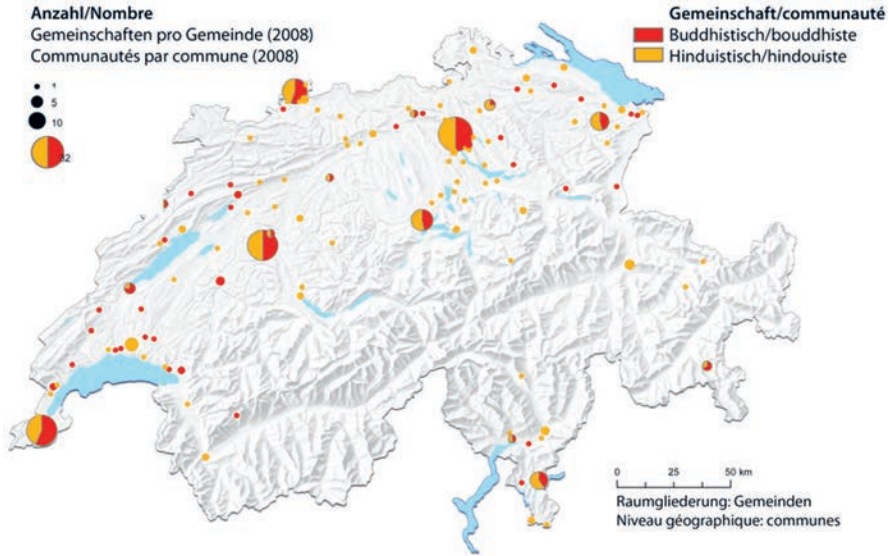 Anzahl/Nombre
Gemeinschaften pro Gemeinde (2008)
Communautés par commune (2008)
1
5
10
32
Gemeinschaft/communauté
Buddhistisch/bouddhiste
Hinduistisch/hindouiste
0 25 50 km
Raumgliederung: Gemeinden
Niveau géographique: communes